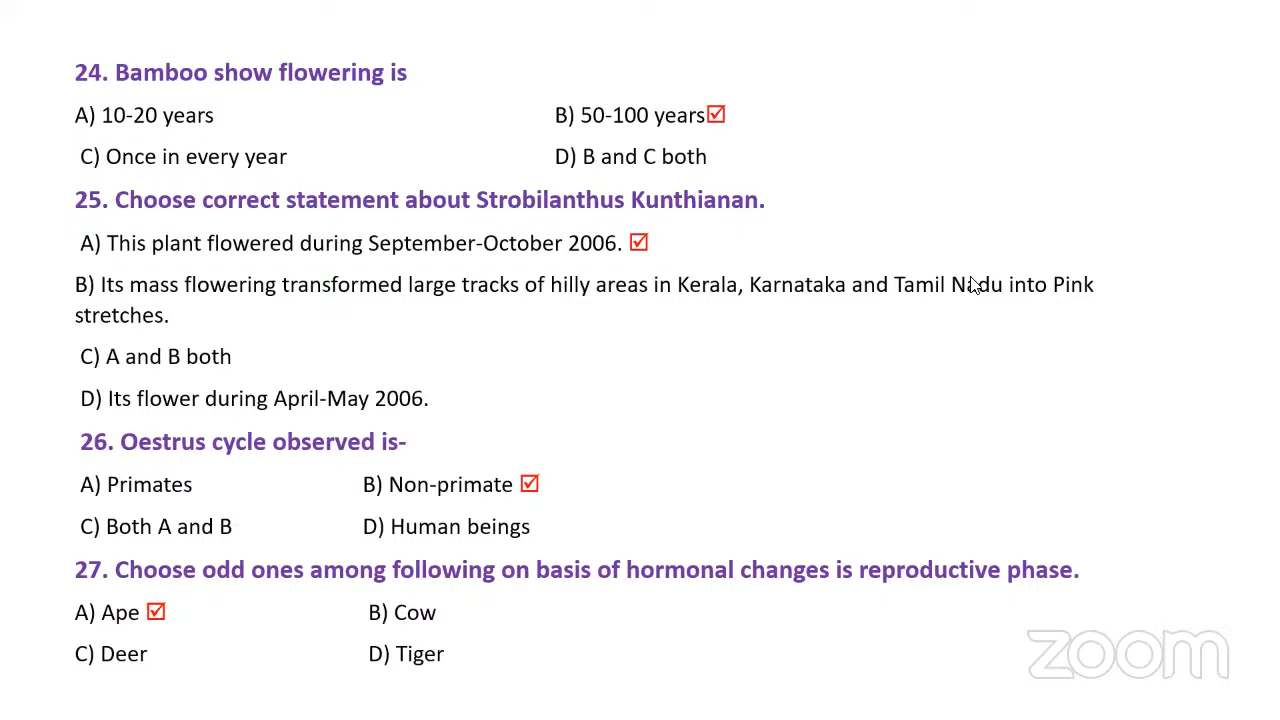 24. Bamboo show flowering is
A) 10-20 years B) 50-100 years☑
C) Once in every year D) B and C both
25. Choose correct statement about Strobilanthus Kunthianan.
A) This plant flowered during September-October 2006. ☑
B) Its mass flowering transformed large tracks of hilly areas in Kerala, Karnataka and Tamil Nadu into Pink
stretches.
C) A and B both
D) Its flower during April-May 2006.
26. Oestrus cycle observed is-
A) Primates B) Non-primate ☑
C) Both A and B D) Human beings
27. Choose odd ones among following on basis of hormonal changes is reproductive phase.
A) Ape ☑ B) Cow
C) Deer D) Tiger
zoom